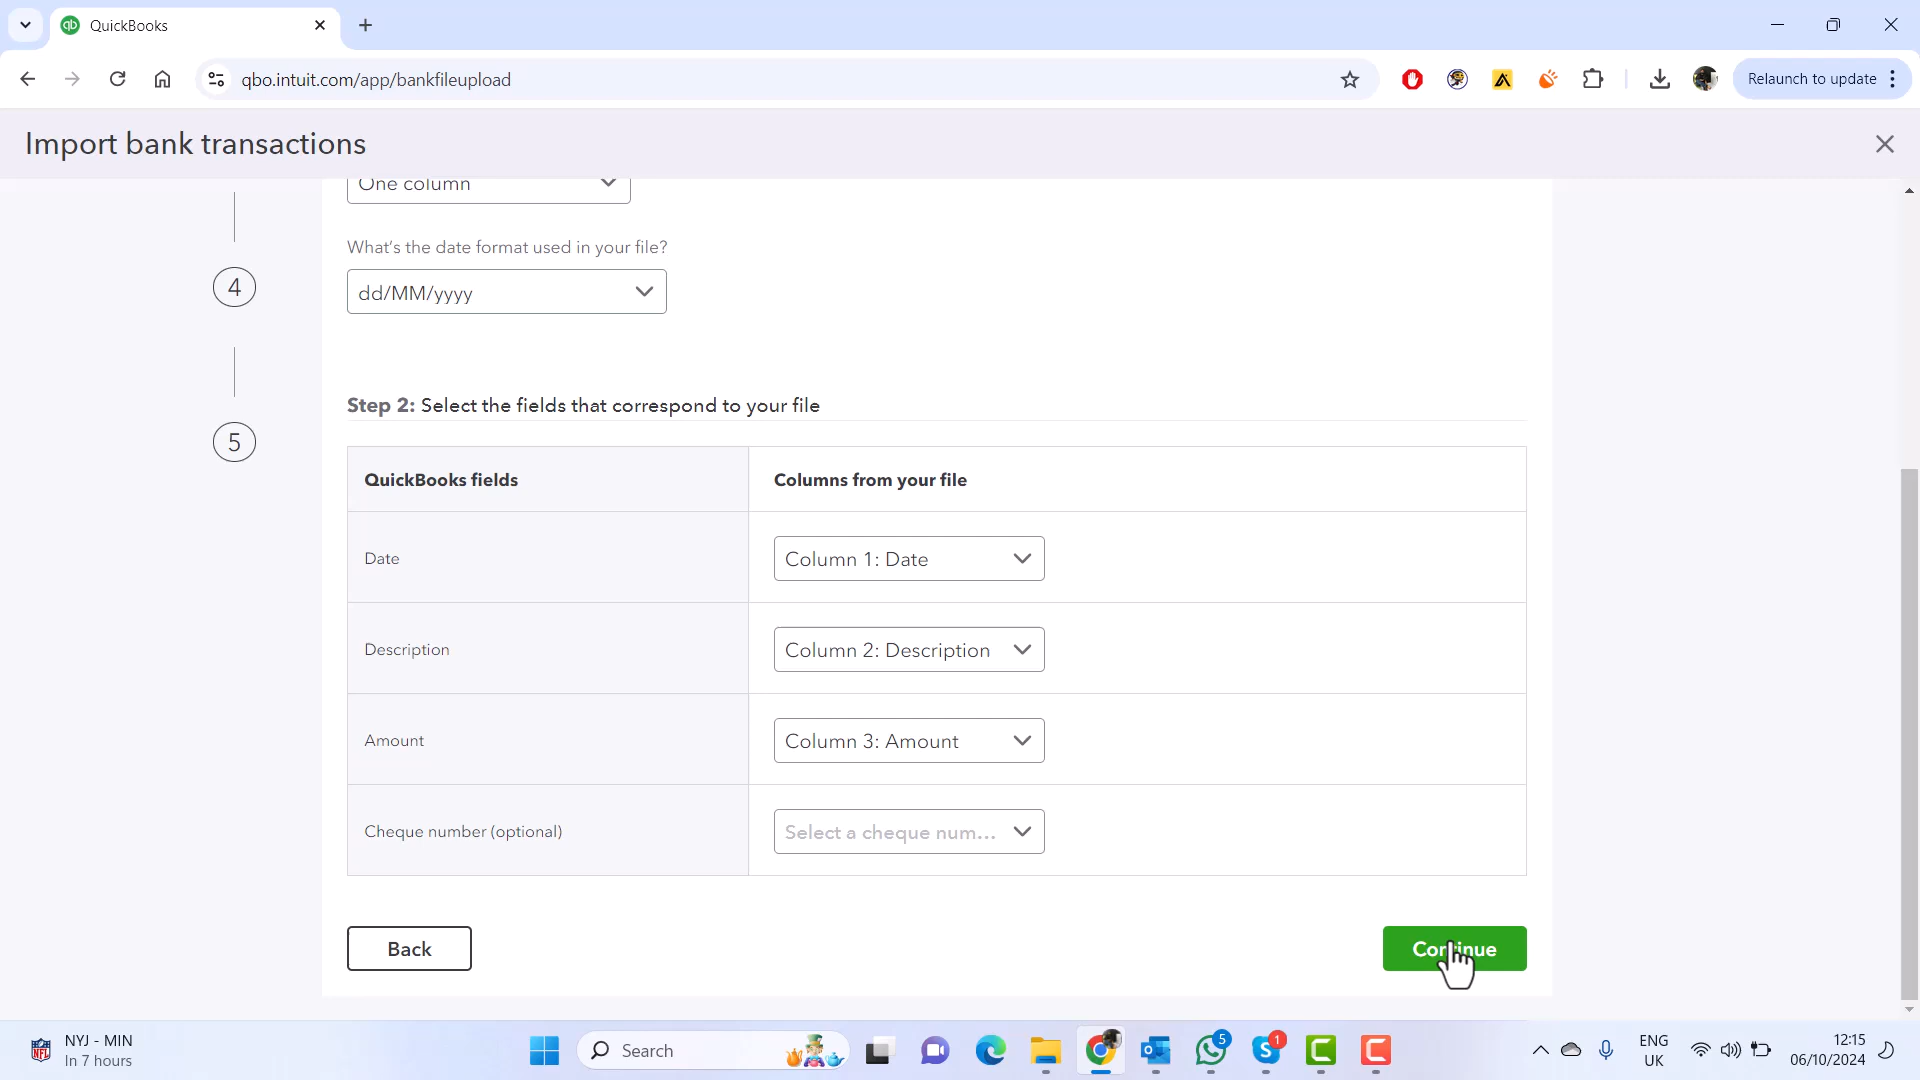 QuickBooks
qbo.intuit.com/app/bankfileupload
Relaunch to update
Import bank transactions
One column
What's the date format used in your file?
dd/MM/yyyy
4
5
Step 2: Select the fields that correspond to your file
QuickBooks fields
Columns from your file
Date
Column 1: Date
Description
Column 2: Description
Amount
Column 3: Amount
Cheque number (optional)
Select a cheque num...
Back
Continue
NYJ - MIN
In 7 hours
Search
5
1
ENG
UK
12:15
06/10/2024